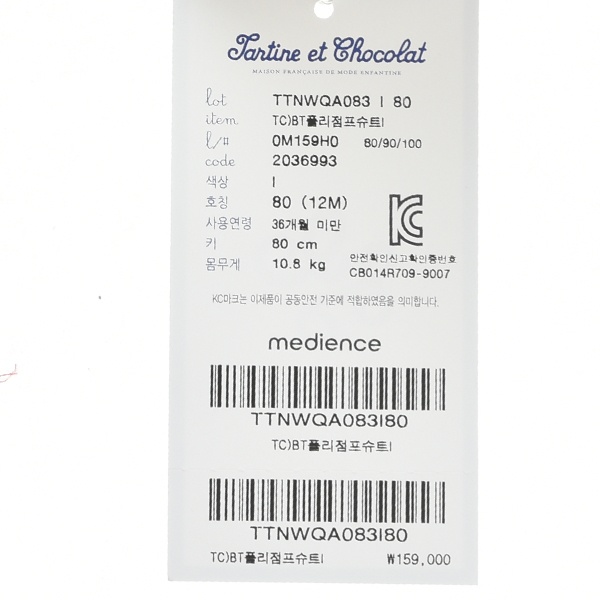 Tartine et Chocolat
MAISON FRANÇAISE DE MODE ENFANTINE
lot TTNWQA083 I 80
item TC)BT플리점프슈트I
l/# 0M159H0 80/90/100
code 2036993
색상 I
호칭 80 (12M)
사용연령 36개월 미만
키 80 cm
몸무게 10.8 kg
안전확인신고확인증번호
CB014R709-9007
KC마크는 이제품이 공동안전 기준에 적합하였음을 의미합니다.
medience
TTNWQA083I80
TC)BT플리점프슈트I
TTNWQA083I80
TC)BT플리점프슈트I ₩159,000